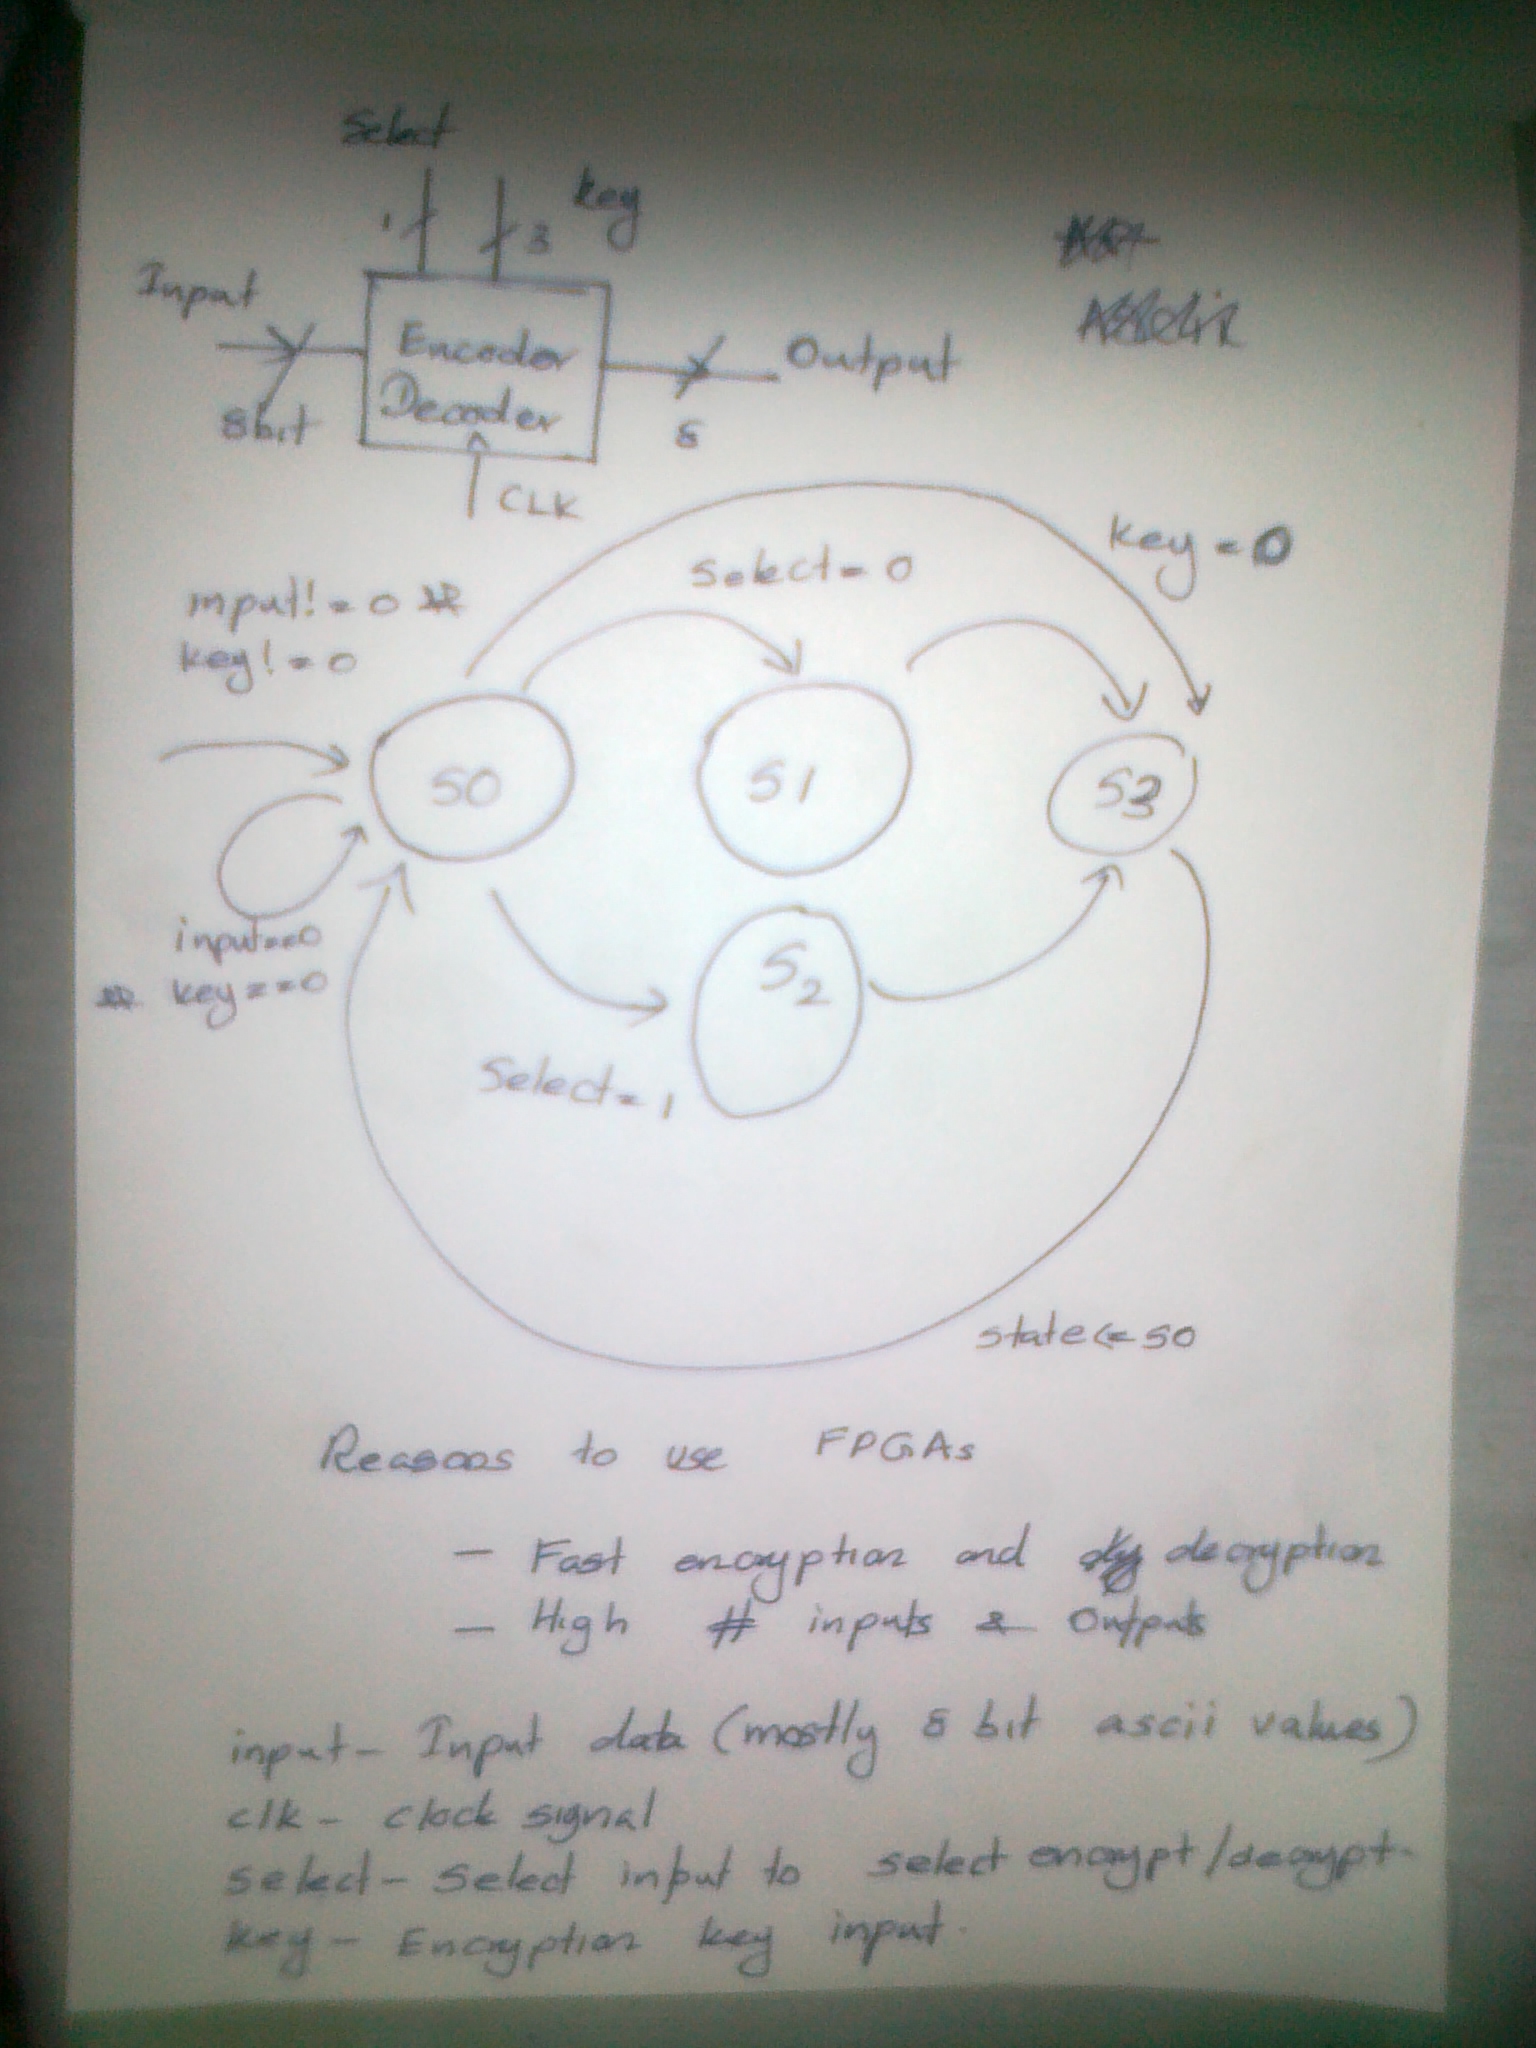 Select
key
1
3
Input
Encoder
Output
Decoder
8bit
8
CLK
key = 0
Select = 0
input! = 0
key! = 0
S0
S1
S3
input==0
key==0
S2
Select = 1
state<=S0
Reasons to use FPGAs
– Fast encryption and decryption
– High # inputs & Outputs
input – Input data (mostly 8 bit ascii values)
clk – clock signal
select – Select input to select encrypt/decrypt.
key – Encryption key input.